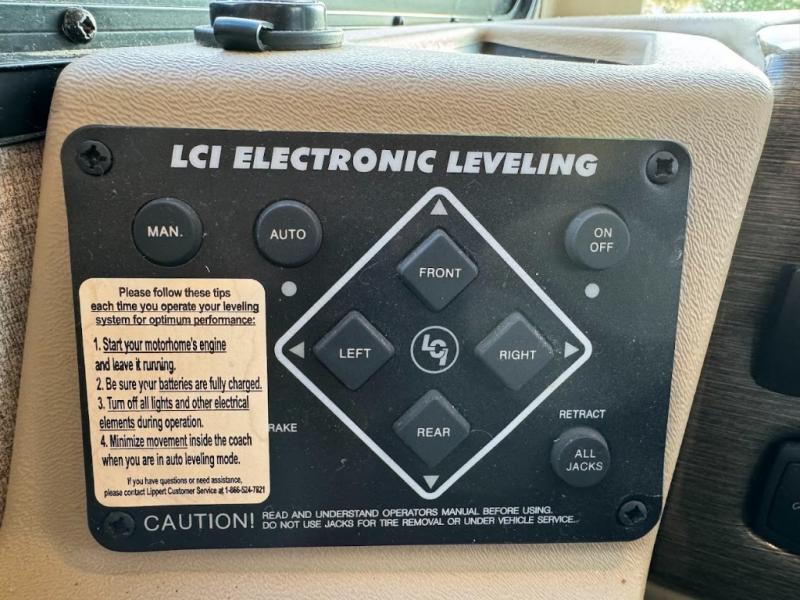 LCI ELECTRONIC LEVELING
MAN.
AUTO
ON
OFF
FRONT
LEFT
LCI
RIGHT
REAR
Please follow these tips
each time you operate your leveling
system for optimum performance:
1. Start your motorhome's engine
and leave it running.
2. Be sure your batteries are fully charged.
3. Turn off all lights and other electrical
elements during operation.
4. Minimize movement inside the coach
when you are in auto leveling mode.
If you have questions or need assistance,
please contact Lippert Customer Service at 1-866-524-7821
RAKE
RETRACT
ALL
JACKS
CAUTION!
READ AND UNDERSTAND OPERATORS MANUAL BEFORE USING.
DO NOT USE JACKS FOR TIRE REMOVAL OR UNDER VEHICLE SERVICE.